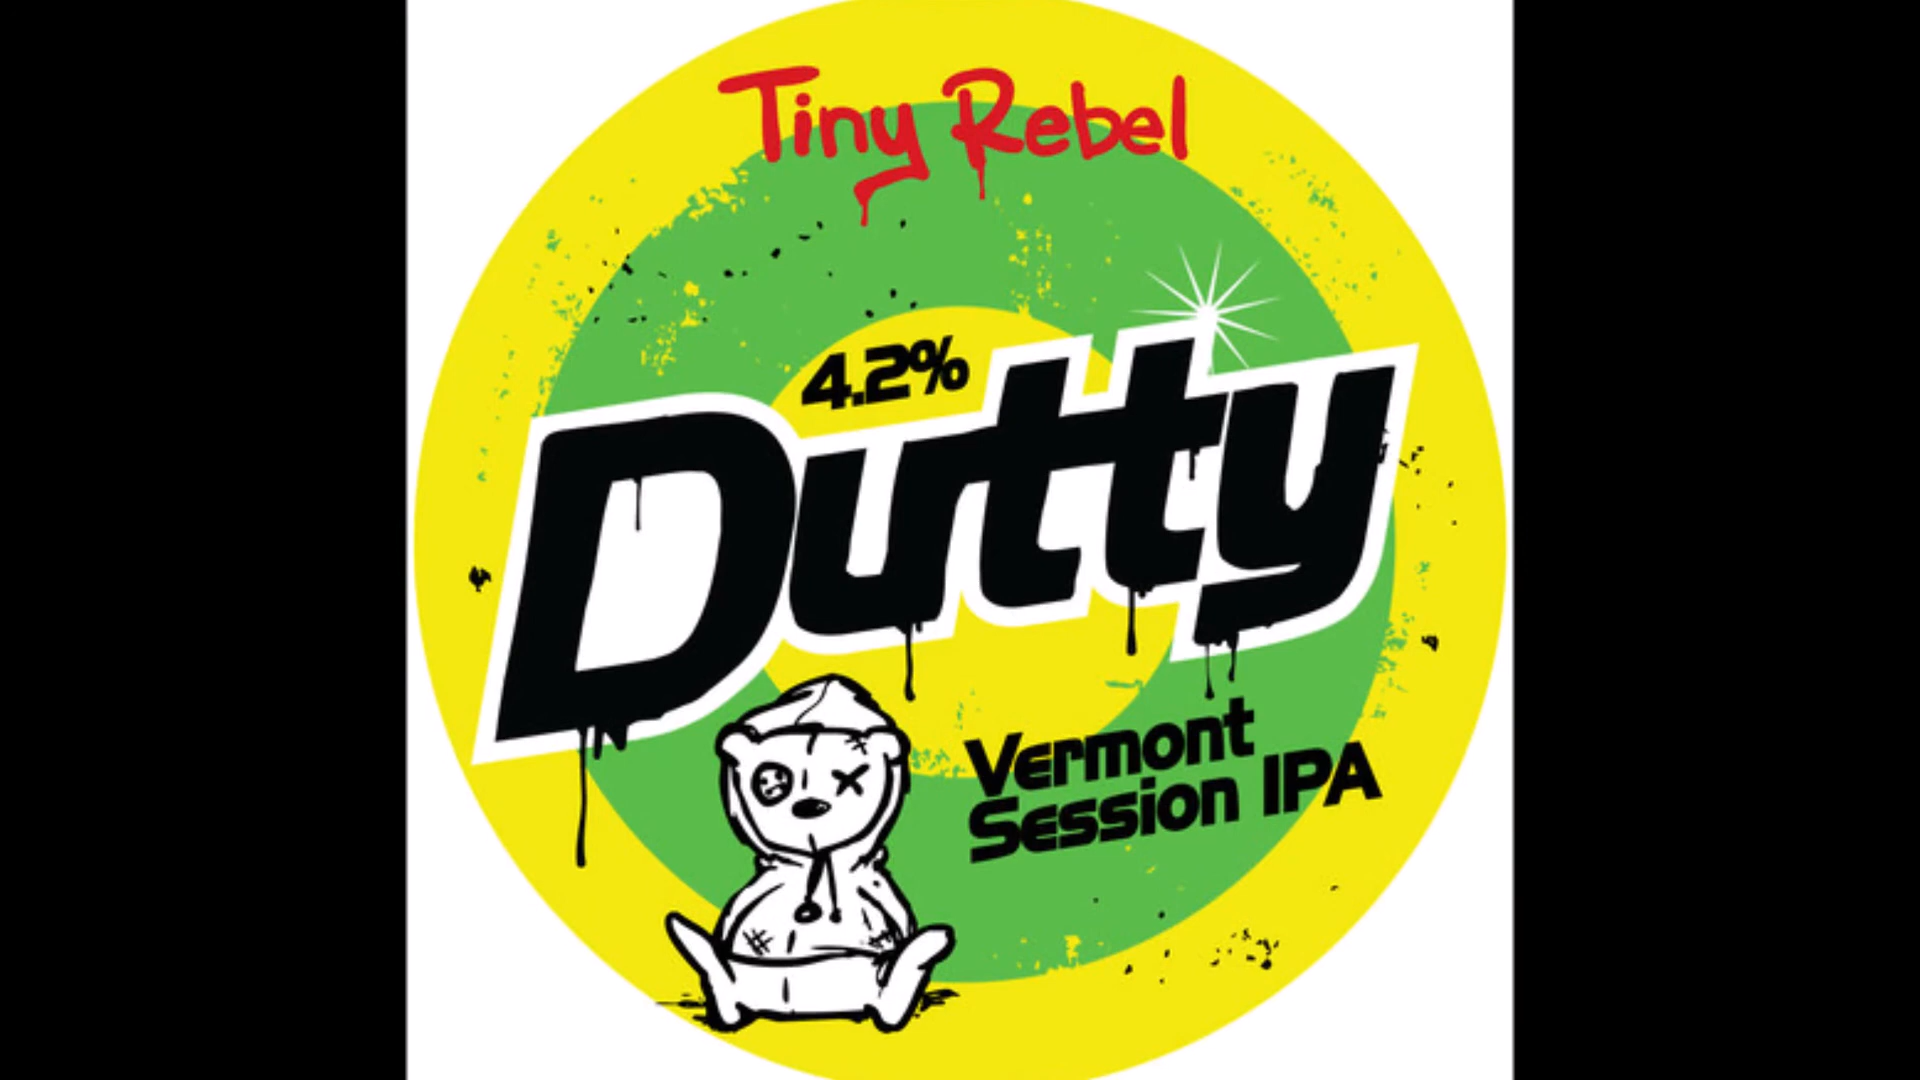 Tiny Rebel
4.2%
Dutty
Vermont
Session IPA